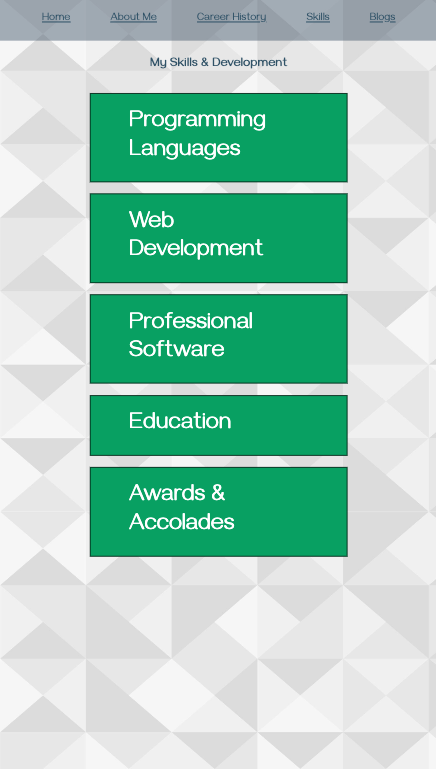 Home About Me Career History Skills Blogs
My Skills & Development
Programming
Languages
Web
Development
Professional
Software
Education
Awards &
Accolades